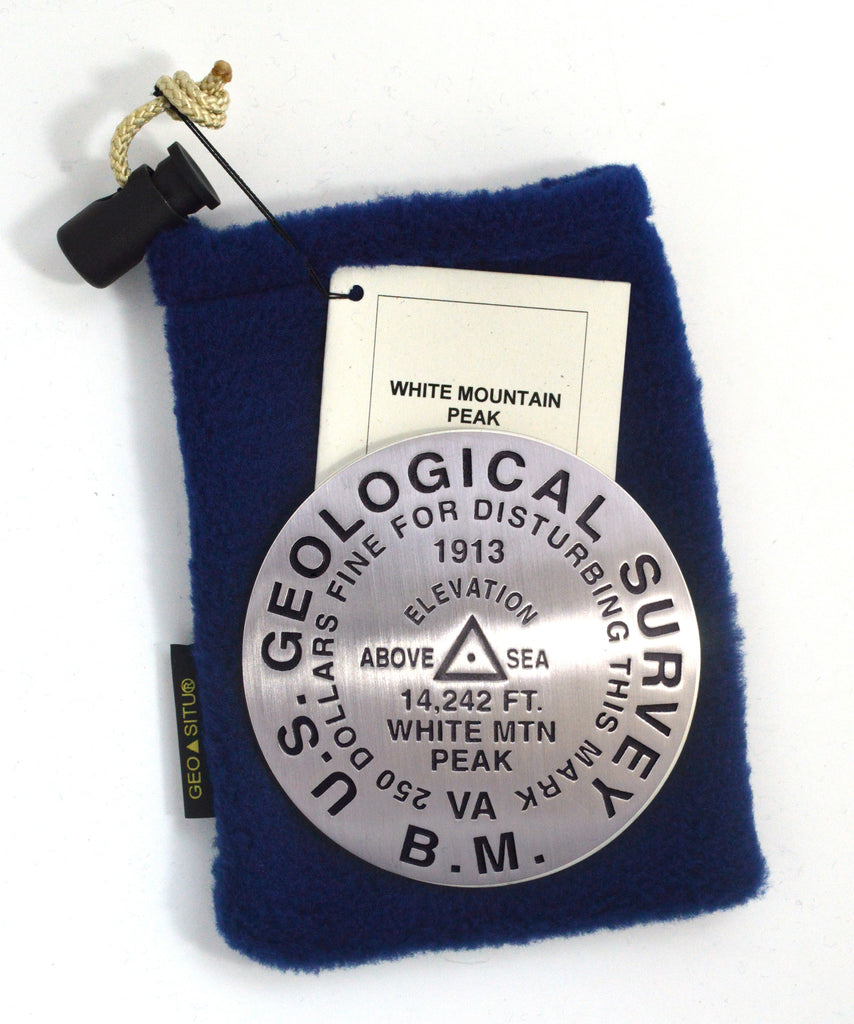 WHITE MOUNTAIN
PEAK
U.S. GEOLOGICAL SURVEY
250 DOLLARS FINE FOR DISTURBING THIS MARK
1913
ELEVATION
ABOVE SEA
14,242 FT.
WHITE MTN
PEAK
VA
B.M.
GEO▲SITU®